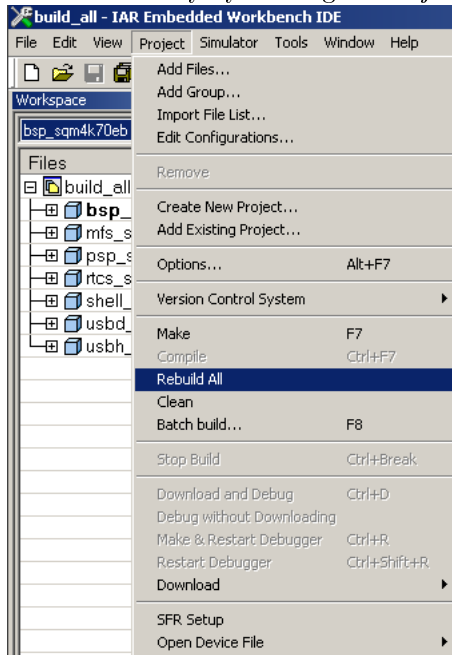 build_all - IAR Embedded Workbench IDE
File Edit View Project Simulator Tools Window Help
Workspace
bsp_sqm4k70eb
Files
build_all
bsp_
mfs_s
psp_s
rtcs_s
shell_
usbd_
usbh_
Add Files...
Add Group...
Import File List...
Edit Configurations...
Remove
Create New Project...
Add Existing Project...
Options... Alt+F7
Version Control System
Make F7
Compile Ctrl+F7
Rebuild All
Clean
Batch build... F8
Stop Build Ctrl+Break
Download and Debug Ctrl+D
Debug without Downloading
Make & Restart Debugger Ctrl+R
Restart Debugger Ctrl+Shift+R
Download
SFR Setup
Open Device File